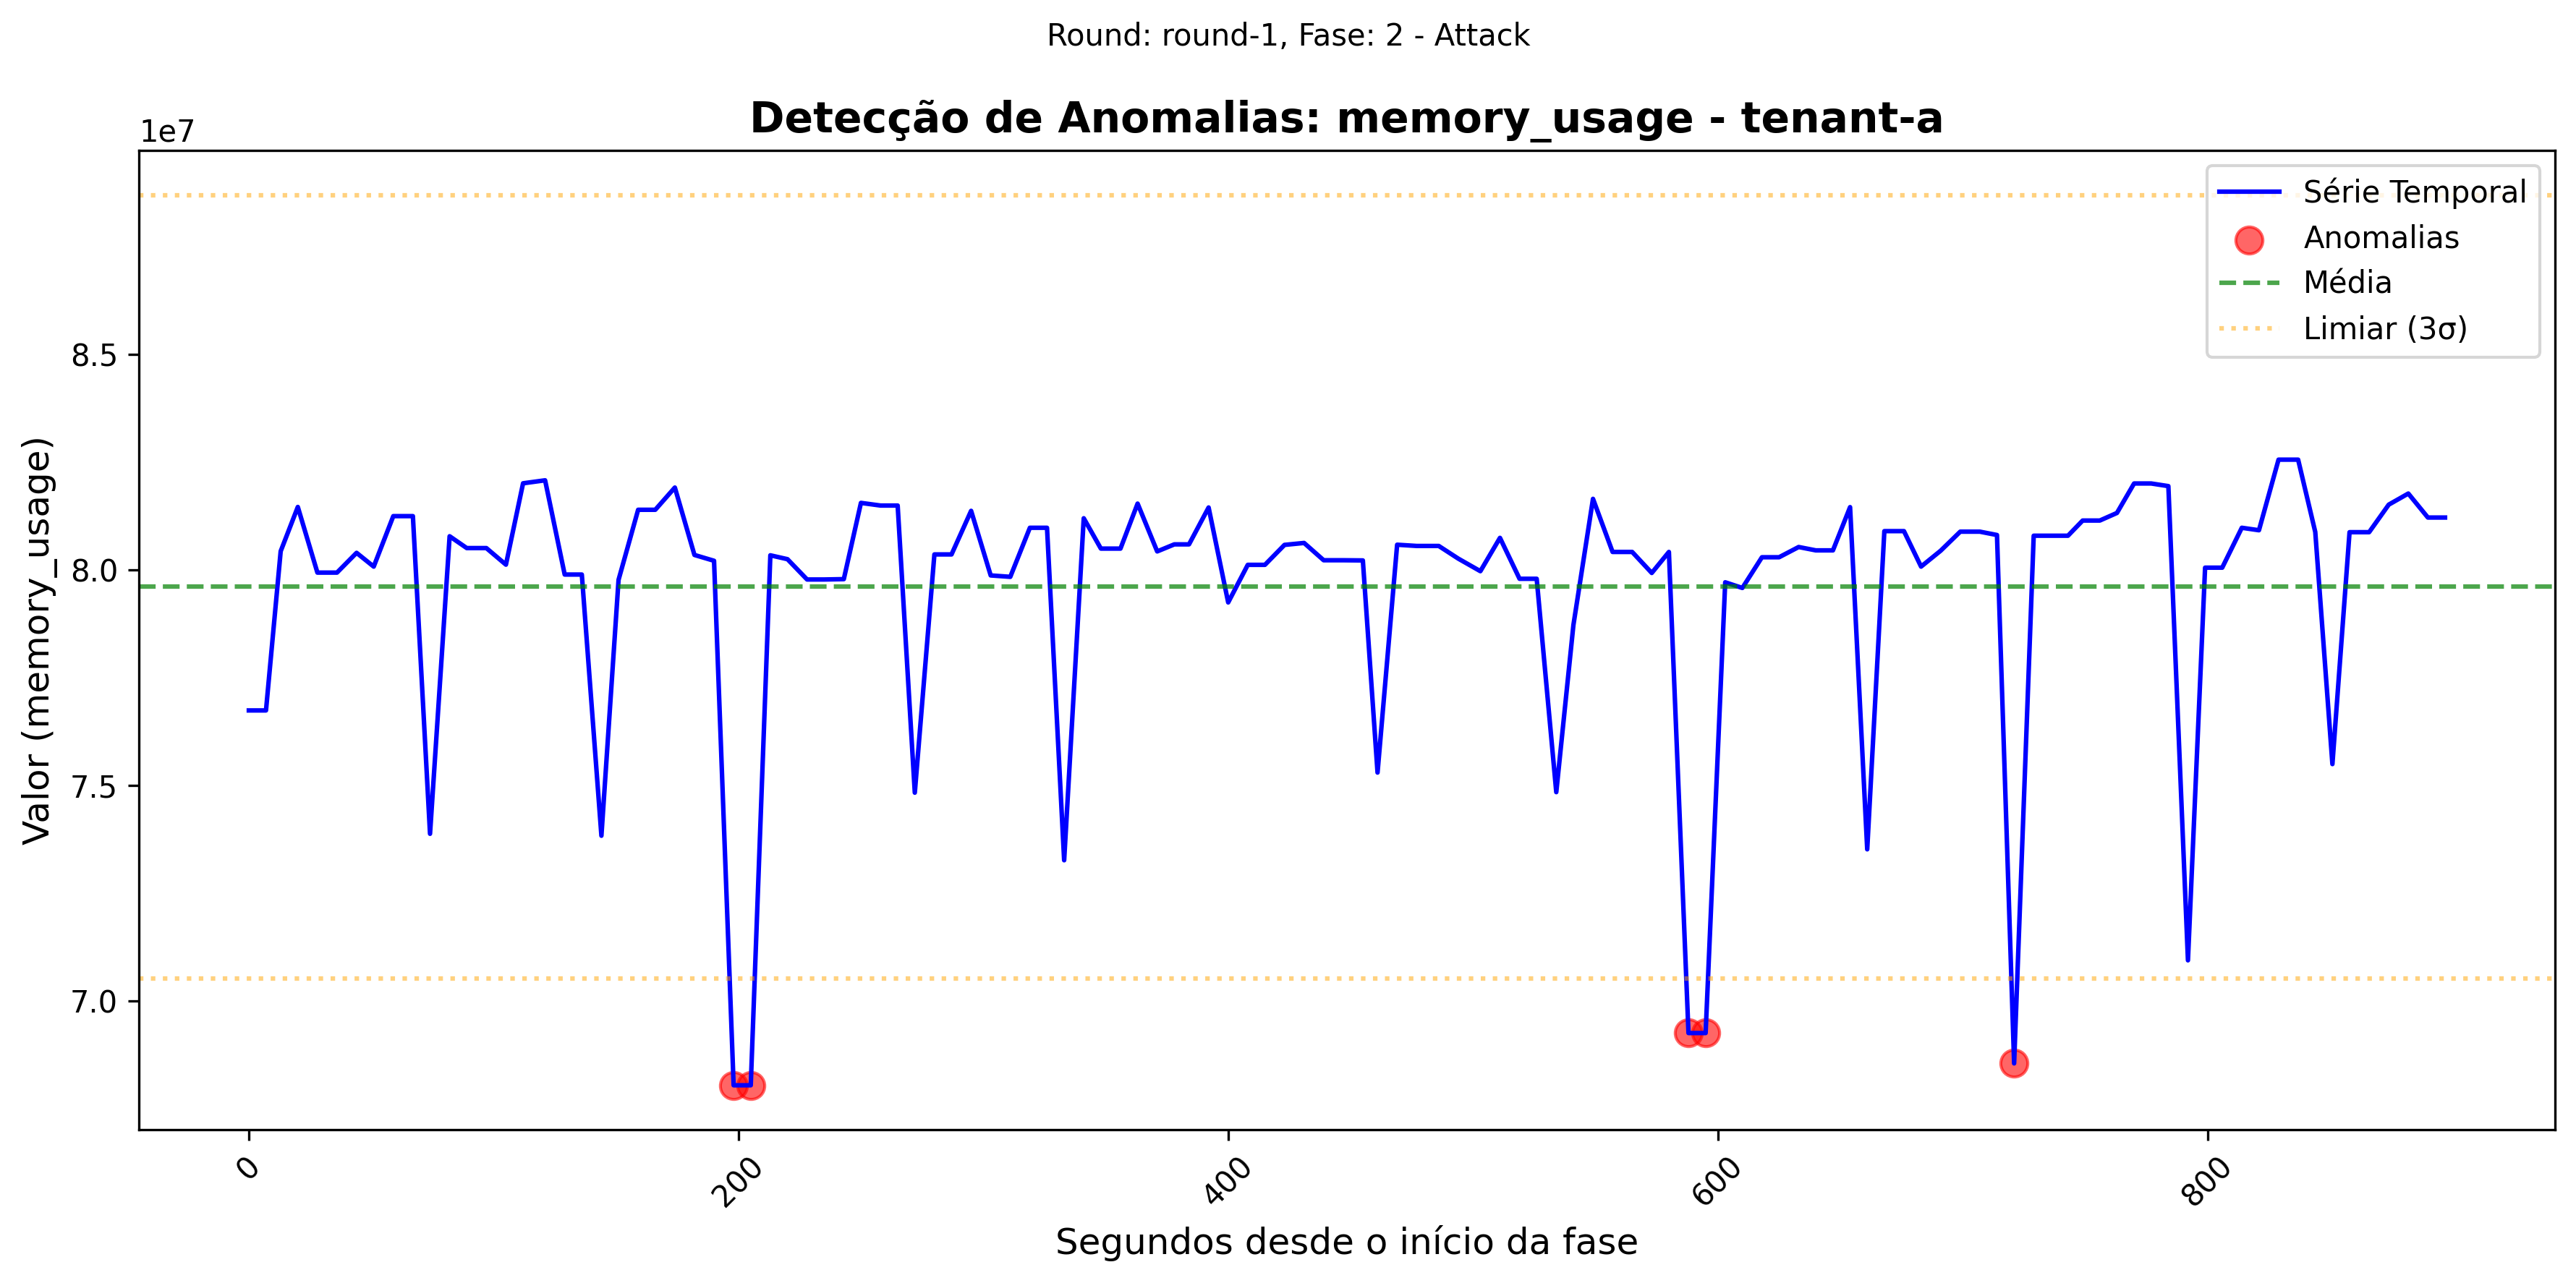 Round: round-1, Fase: 2 - Attack
Detecção de Anomalias: memory_usage - tenant-a
1e7
Série Temporal
Anomalias
Média
Limiar (3σ)
8.5
8.0
7.5
7.0
Valor (memory_usage)
0
200
400
600
800
Segundos desde o início da fase